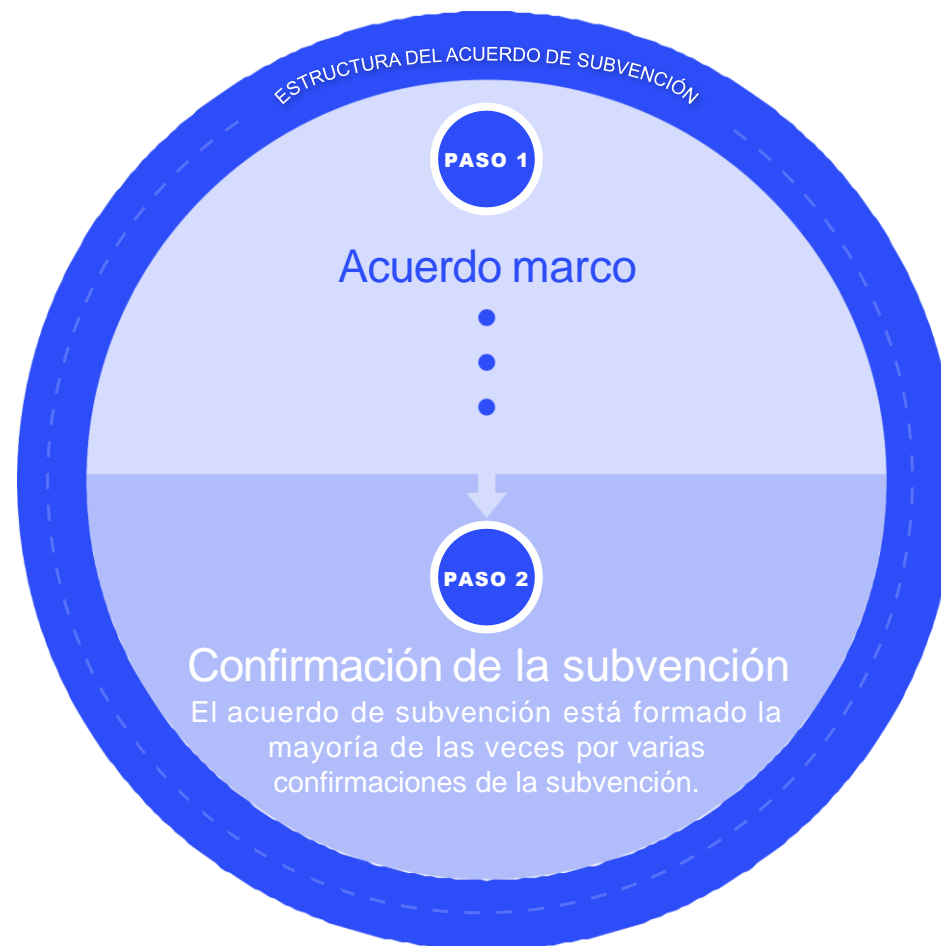 ESTRUCTURA DEL ACUERDO DE SUBVENCIÓN
PASO 1
Acuerdo marco
PASO 2
Confirmación de la subvención
El acuerdo de subvención está formado la
mayoría de las veces por varias
confirmaciones de la subvención.